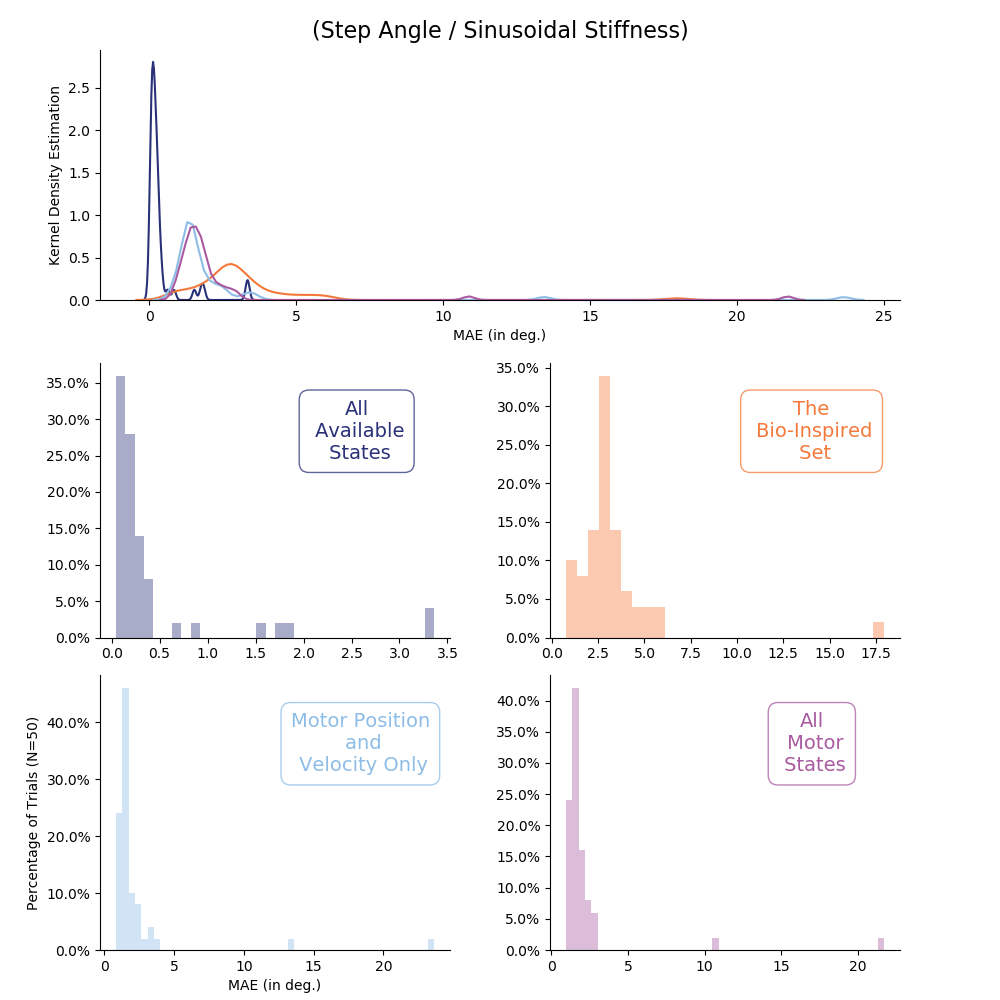 (Step Angle / Sinusoidal Stiffness)
Kernel Density Estimation
2.5
2.0
1.5
1.0
0.5
0.0
0 5 10 15 20 25
MAE (in deg.)
35.0%
30.0%
25.0%
20.0%
15.0%
10.0%
5.0%
0.0%
0.0 0.5 1.0 1.5 2.0 2.5 3.0 3.5
All
Available
States
35.0%
30.0%
25.0%
20.0%
15.0%
10.0%
5.0%
0.0%
0.0 2.5 5.0 7.5 10.0 12.5 15.0 17.5
The
Bio-Inspired
Set
Percentage of Trials (N=50)
40.0%
30.0%
20.0%
10.0%
0.0%
0 5 10 15 20
MAE (in deg.)
Motor Position
and
Velocity Only
40.0%
35.0%
30.0%
25.0%
20.0%
15.0%
10.0%
5.0%
0.0%
0 5 10 15 20
All
Motor
States